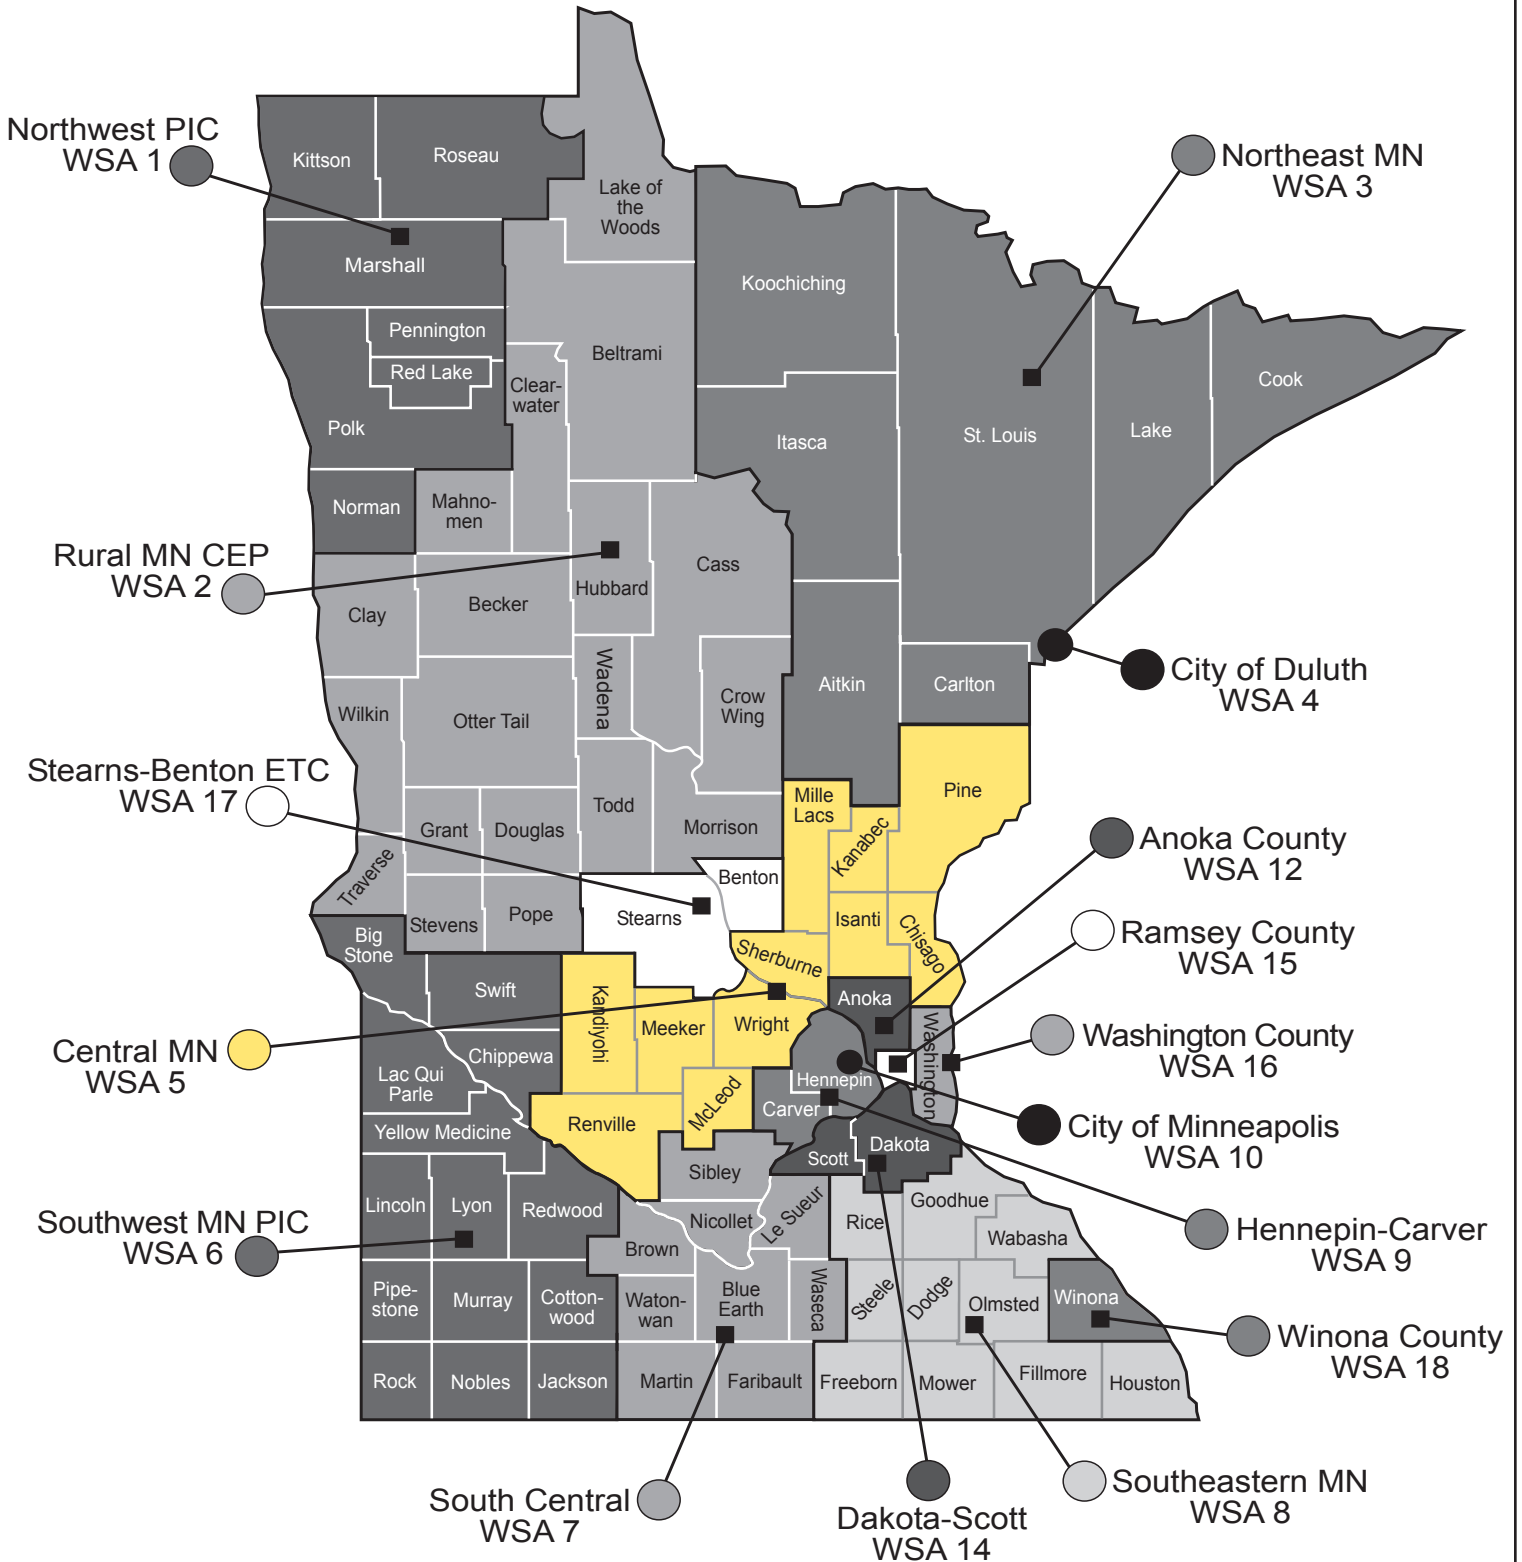 Northwest PIC
WSA 1
Kittson
Roseau
Lake of
the
Woods
Northeast MN
WSA 3
Marshall
Koochiching
Pennington
Red Lake
Beltrami
Clear-
water
Cook
Polk
Itasca
St. Louis
Lake
Norman
Mahno-
men
Rural MN CEP
WSA 2
Cass
Hubbard
Clay
Becker
Wadena
Aitkin
Carlton
City of Duluth
WSA 4
Wilkin
Otter Tail
Crow
Wing
Stearns-Benton ETC
WSA 17
Mille
Lacs
Pine
Grant
Douglas
Todd
Morrison
Kanabec
Anoka County
WSA 12
Traverse
Benton
Stevens
Pope
Stearns
Isanti
Chisago
Ramsey County
WSA 15
Big
Stone
Sherburne
Swift
Kandiyohi
Anoka
Meeker
Wright
Washington
Washington County
WSA 16
Central MN
WSA 5
Chippewa
Lac Qui
Parle
Hennepin
McLeod
Carver
Renville
City of Minneapolis
WSA 10
Yellow Medicine
Scott
Dakota
Sibley
Lincoln
Lyon
Redwood
Nicollet
Le Sueur
Rice
Goodhue
Southwest MN PIC
WSA 6
Brown
Wabasha
Hennepin-Carver
WSA 9
Pipe-
stone
Murray
Cotton-
wood
Waton-
wan
Blue
Earth
Waseca
Steele
Dodge
Olmsted
Winona
Winona County
WSA 18
Rock
Nobles
Jackson
Martin
Faribault
Freeborn
Mower
Fillmore
Houston
South Central
WSA 7
Dakota-Scott
WSA 14
Southeastern MN
WSA 8